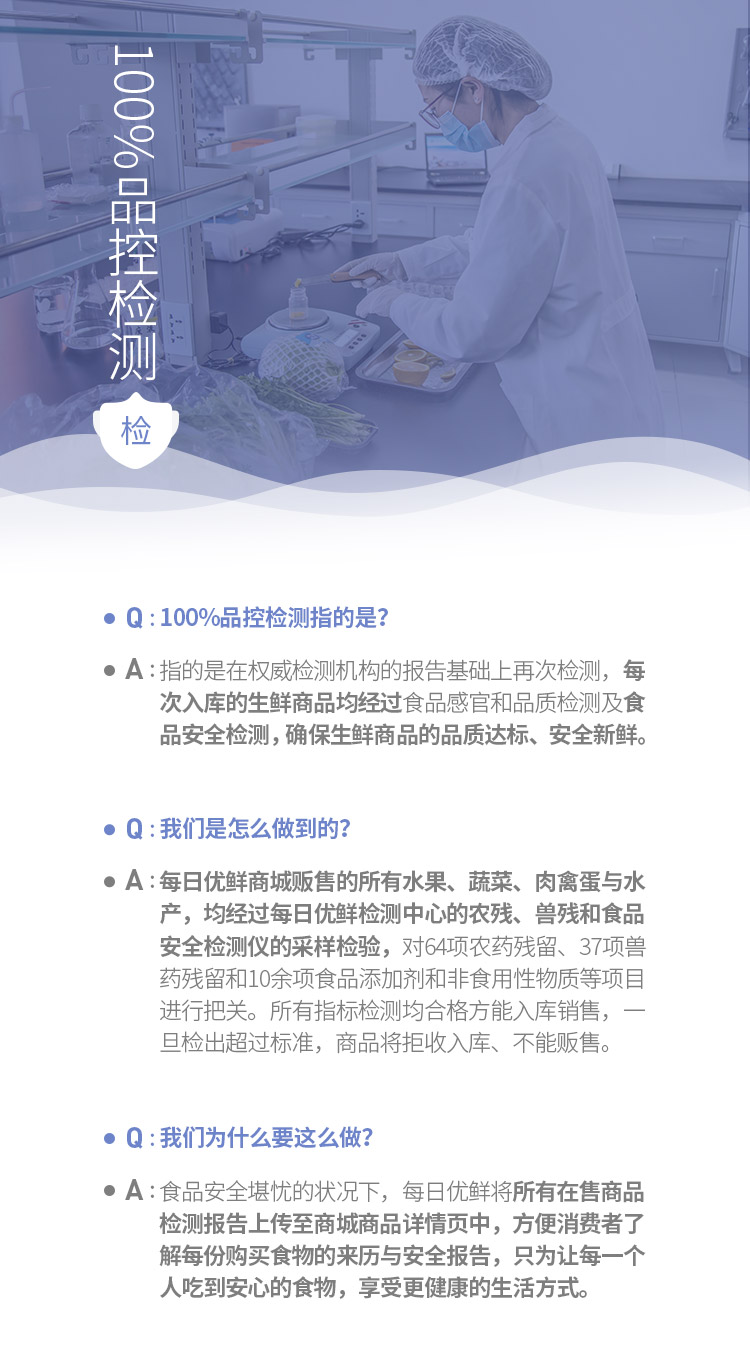 100%品控检测
检
Q : 100%品控检测指的是？
A : 指的是在权威检测机构的报告基础上再次检测，每
次入库的生鲜商品均经过食品感官和品质检测及食
品安全检测，确保生鲜商品的品质达标、安全新鲜。
Q : 我们是怎么做到的？
A : 每日优鲜商城贩售的所有水果、蔬菜、肉禽蛋与水
产，均经过每日优鲜检测中心的农残、兽残和食品
安全检测仪的采样检验，对64项农药残留、37项兽
药残留和10余项食品添加剂和非食用性物质等项目
进行把关。所有指标检测均合格方能入库销售，一
旦检出超过标准，商品将拒收入库、不能贩售。
Q : 我们为什么要这么做？
A : 食品安全堪忧的状况下，每日优鲜将所有在售商品
检测报告上传至商城商品详情页中，方便消费者了
解每份购买食物的来历与安全报告，只为让每一个
人吃到安心的食物，享受更健康的生活方式。